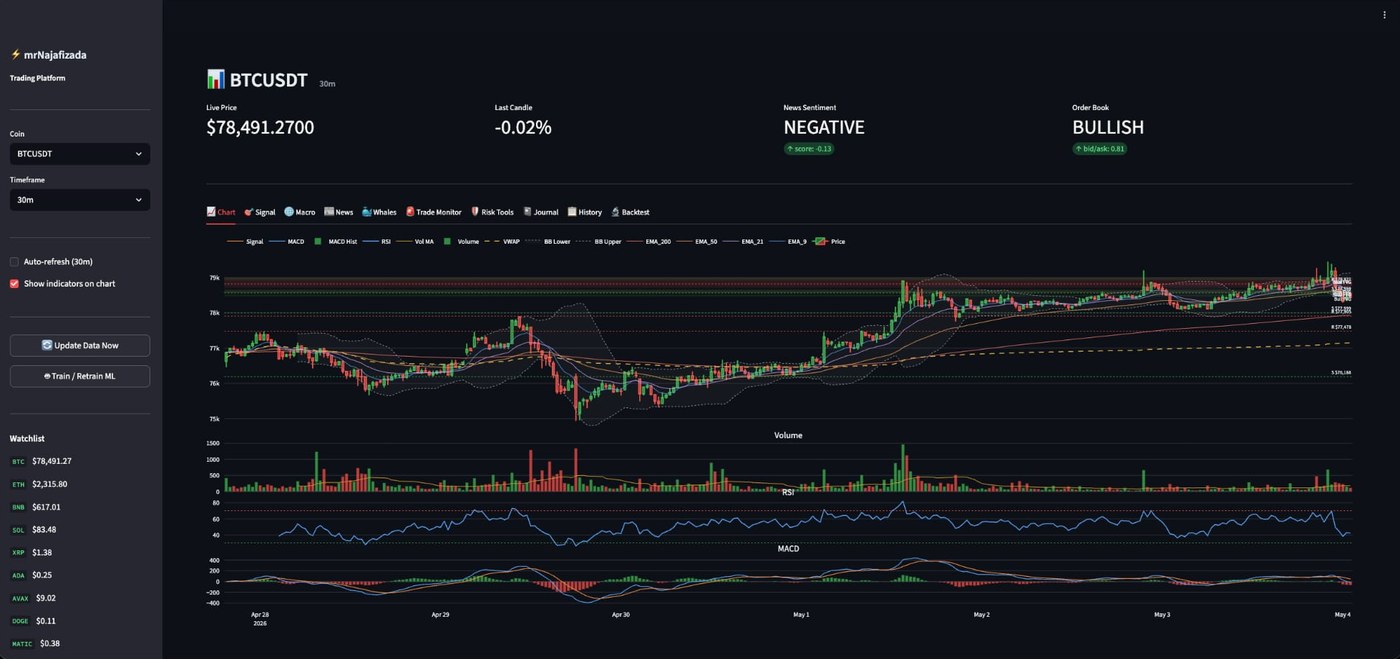 ⚡ mrNajafizada
Trading Platform
Coin
BTCUSDT
Timeframe
30m
Auto-refresh (30m)
Show indicators on chart
Update Data Now
Train / Retrain ML
Watchlist
BTC $78,491.27
ETH $2,315.80
BNB $617.01
SOL $83.48
XRP $1.38
ADA $0.25
AVAX $9.02
DOGE $0.11
MATIC $0.38
BTCUSDT 30m
Live Price
$78,491.2700
Last Candle
-0.02%
News Sentiment
NEGATIVE
↑ score: -0.13
Order Book
BULLISH
↑ bid/ask: 0.81
Chart Signal Macro News Whales Trade Monitor Risk Tools Journal History Backtest
Signal MACD MACD Hist RSI Vol MA Volume VWAP BB Lower BB Upper EMA_200 EMA_50 EMA_21 EMA_9 Price
79k
78k
77k
76k
75k
R $77,479
S $76,188
Volume
1500
1000
500
0
RSI
80
60
40
MACD
400
200
0
−200
−400
Apr 28
2026
Apr 29
Apr 30
May 1
May 2
May 3
May 4